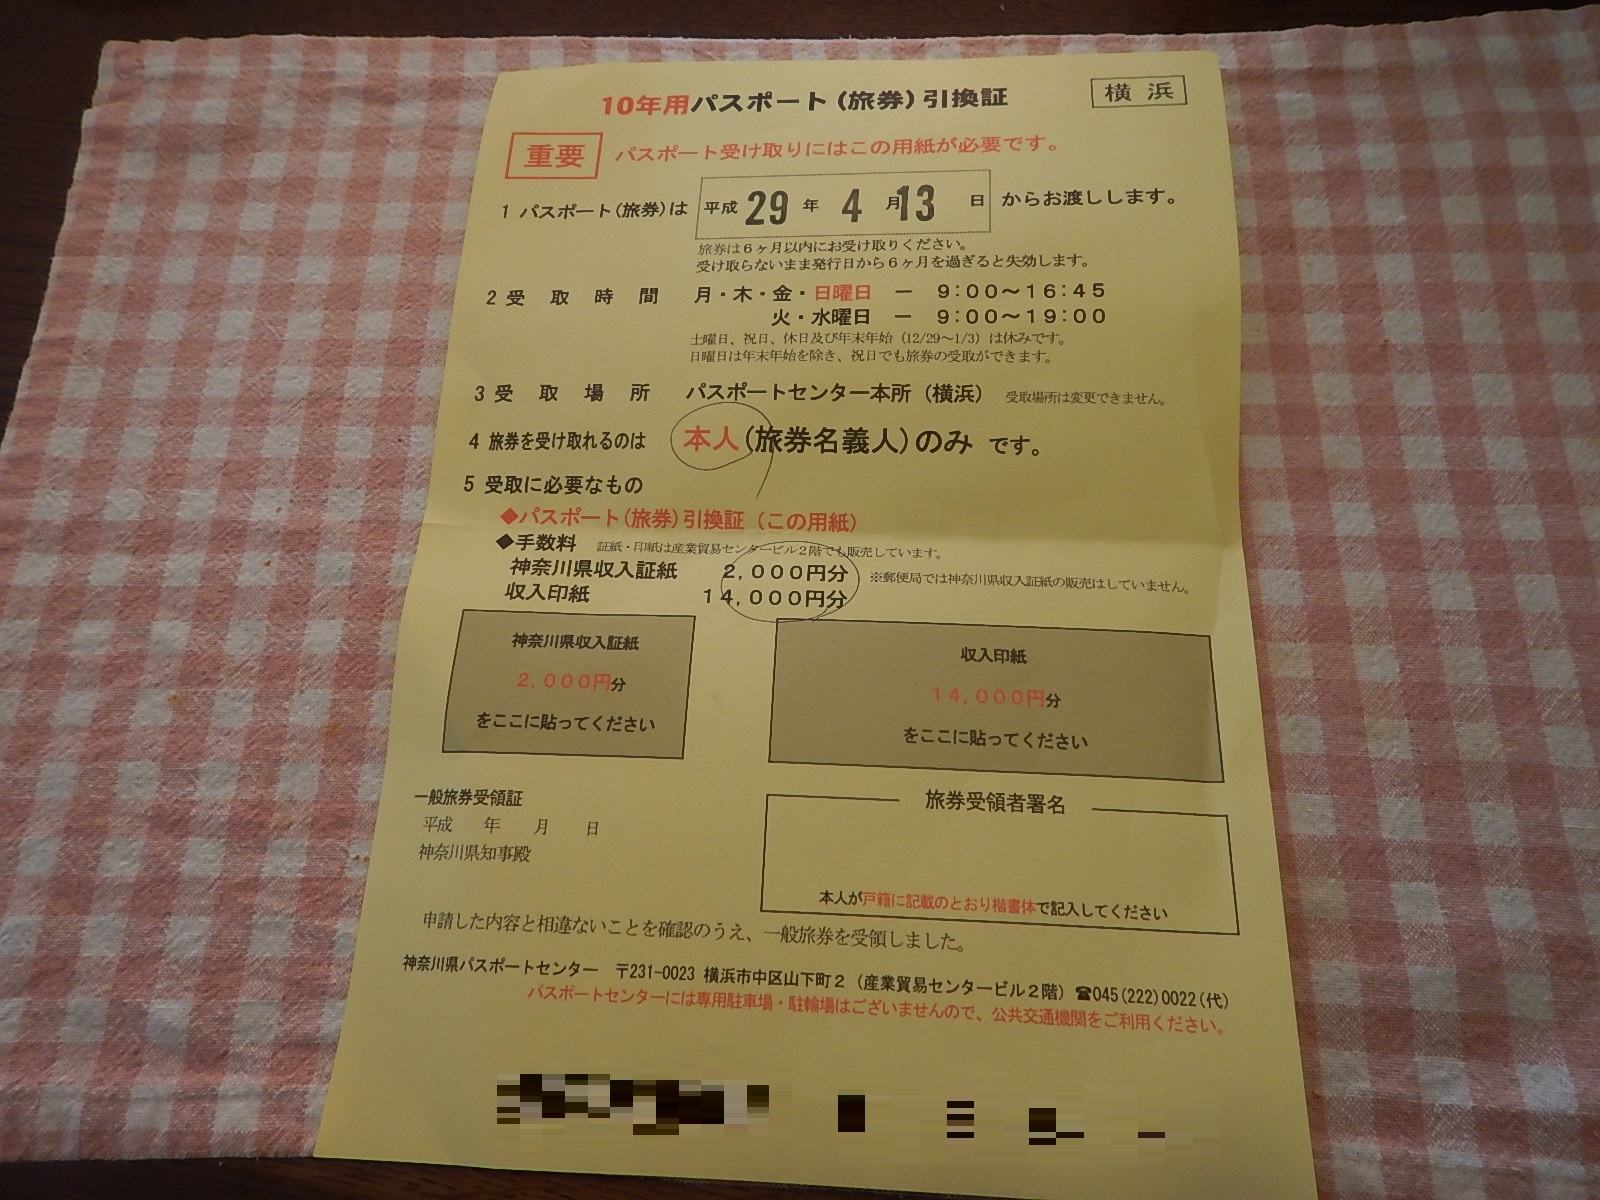 10年用パスポート(旅券)引換証
横浜
重要 パスポート受け取りにはこの用紙が必要です。
1 パスポート(旅券)は 平成29年4月13日 からお渡しします。
旅券は6ヶ月以内にお受け取りください。
受け取らないまま発行日から6ヶ月を過ぎると失効します。
2 受取時間 月・木・金・日曜日 － 9:00～16:45
火・水曜日 － 9:00～19:00
土曜日、祝日、休日及び年末年始（12/29～1/3）は休みです。
日曜日は年末年始を除き、祝日でも旅券の受取ができます。
3 受取場所 パスポートセンター本所（横浜） 受取場所は変更できません。
4 旅券を受け取れるのは 本人(旅券名義人)のみ です。
5 受取に必要なもの
◆パスポート(旅券)引換証（この用紙）
◆手数料 証紙・印紙は産業貿易センタービル2階でも販売しています。
神奈川県収入証紙 2,000円分 ※郵便局では神奈川県収入証紙の販売はしていません。
収入印紙 14,000円分
神奈川県収入証紙
2,000円分
をここに貼ってください
収入印紙
14,000円分
をここに貼ってください
一般旅券受領証
平成 年 月 日
神奈川県知事殿
旅券受領者署名
本人が戸籍に記載のとおり楷書体で記入してください
申請した内容と相違ないことを確認のうえ、一般旅券を受領しました。
神奈川県パスポートセンター 〒231-0023 横浜市中区山下町2（産業貿易センタービル2階）☎045(222)0022(代)
パスポートセンターには専用駐車場・駐輪場はございませんので、公共交通機関をご利用ください。